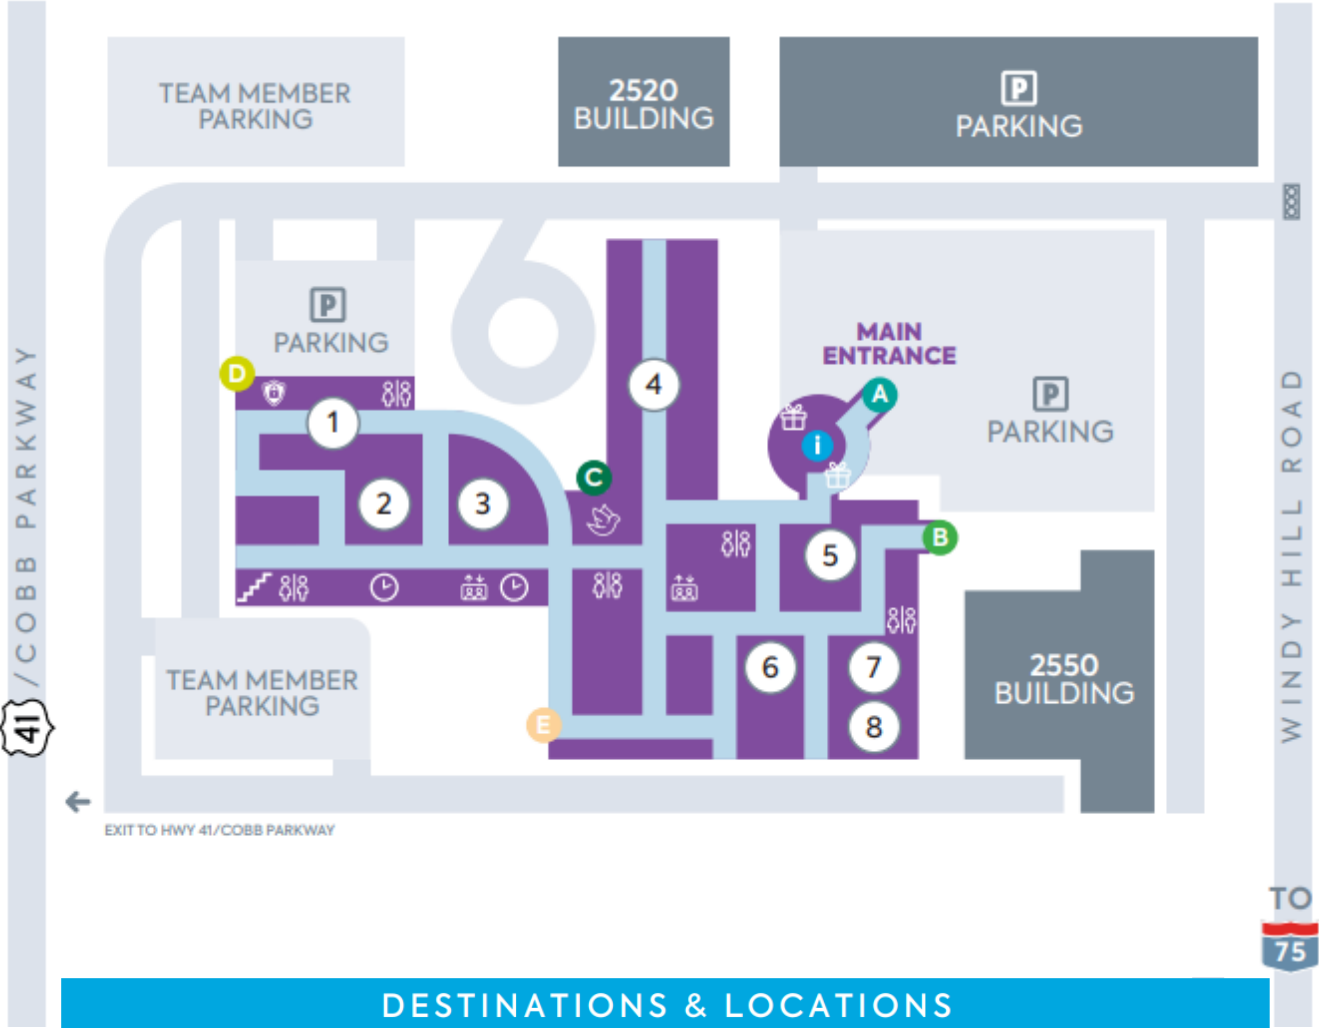 TEAM MEMBER
PARKING
2520
BUILDING
P
PARKING
P
PARKING
MAIN
ENTRANCE
D
A
4
P
PARKING
1
i
C
2
3
B
5
TEAM MEMBER
PARKING
6
7
2550
BUILDING
E
8
41
/COBB PARKWAY
WINDY HILL ROAD
EXIT TO HWY 41/COBB PARKWAY
TO
75
DESTINATIONS & LOCATIONS